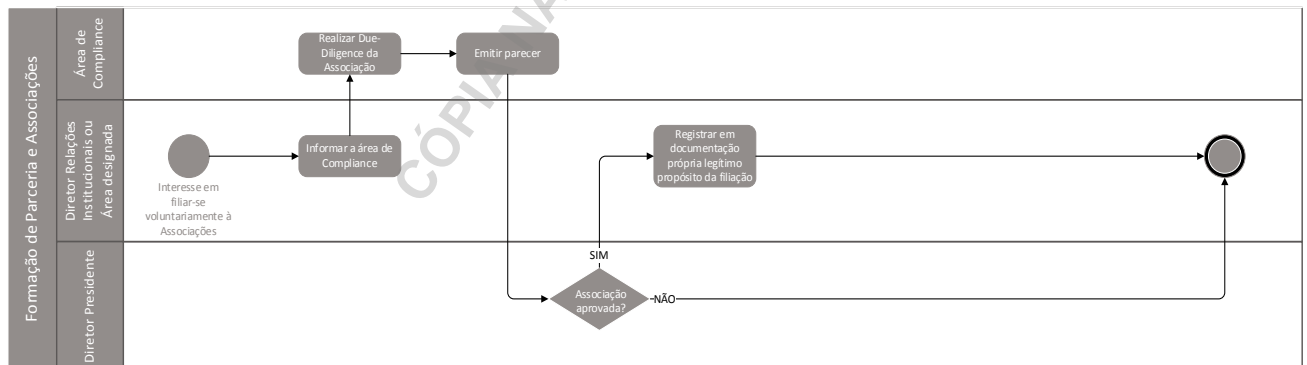 Formação de Parceria e Associações
Área de
Compliance
Realizar Due-
Diligence da
Associação
Emitir parecer
Diretor Relações
Institucionais ou
Área designada
Interesse em
filiar-se
voluntariamente à
Associações
Informar a área de
Compliance
Registrar em
documentação
própria legítimo
propósito da filiação
Diretor Presidente
SIM
Associação
aprovada?
NÃO
CÓPIA NA